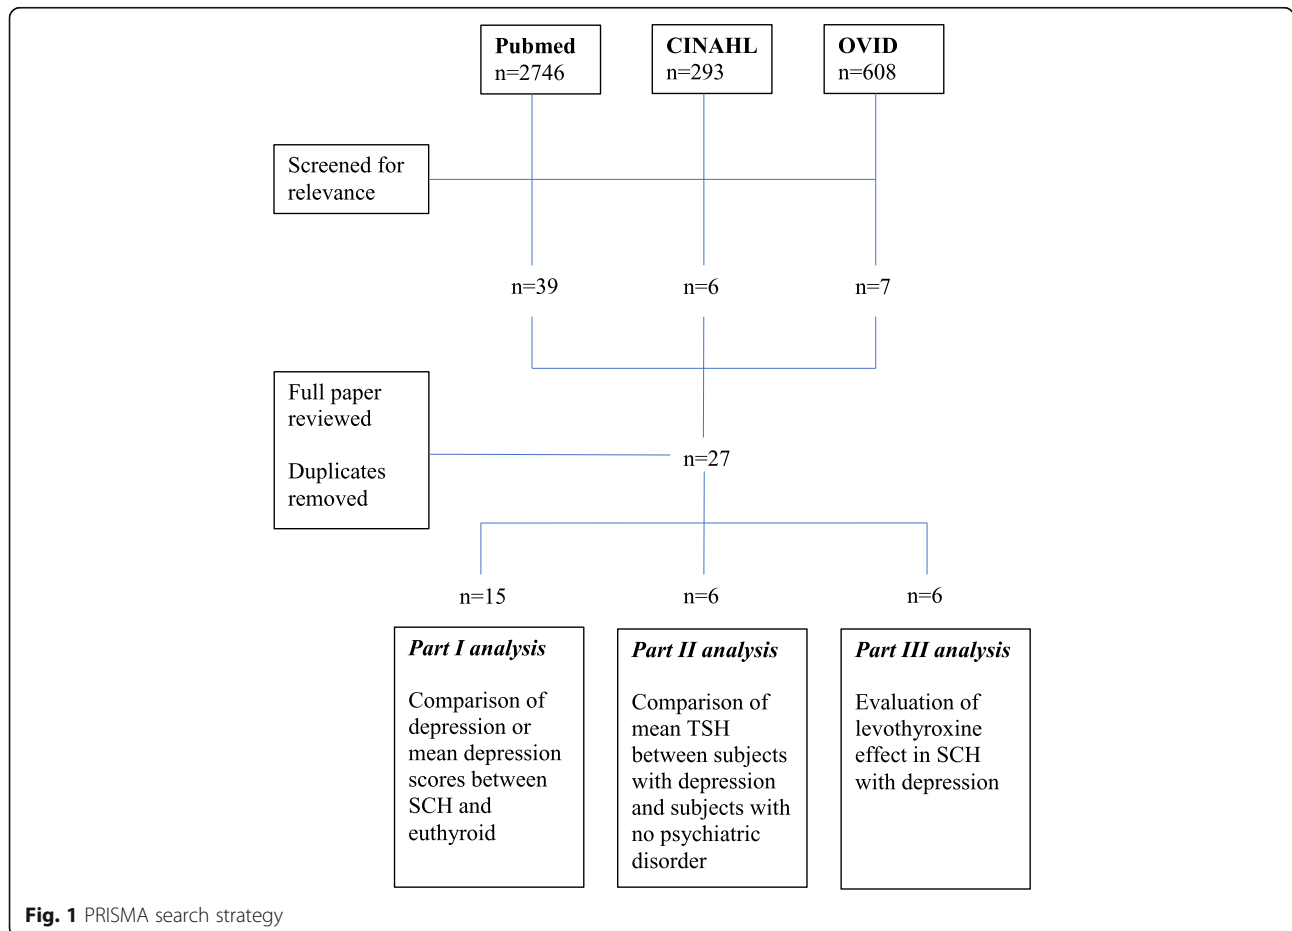 Pubmed
n=2746
CINAHL
n=293
OVID
n=608
Screened for
relevance
n=39
n=6
n=7
Full paper
reviewed
Duplicates
removed
n=27
n=15
n=6
n=6
Part I analysis
Comparison of
depression or
mean depression
scores between
SCH and
euthyroid
Part II analysis
Comparison of
mean TSH
between subjects
with depression
and subjects with
no psychiatric
disorder
Part III analysis
Evaluation of
levothyroxine
effect in SCH
with depression
Fig. 1 PRISMA search strategy